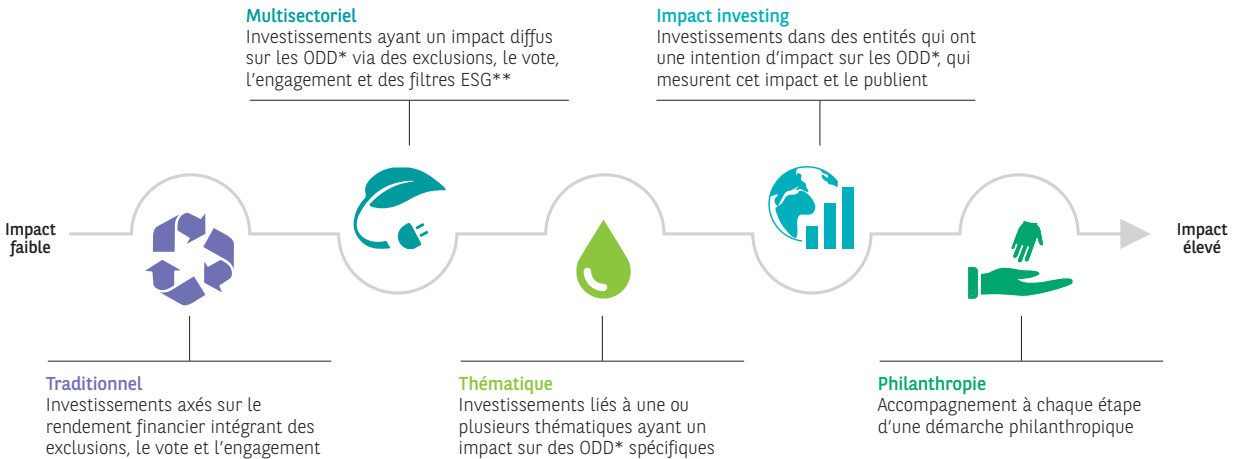 Multisectoriel
Investissements ayant un impact diffus
sur les ODD* via des exclusions, le vote,
l'engagement et des filtres ESG**
Impact investing
Investissements dans des entités qui ont
une intention d'impact sur les ODD*, qui
mesurent cet impact et le publient
Impact
faible
Impact
élevé
Traditionnel
Investissements axés sur le
rendement financier intégrant des
exclusions, le vote et l'engagement
Thématique
Investissements liés à une ou
plusieurs thématiques ayant un
impact sur des ODD* spécifiques
Philanthropie
Accompagnement à chaque étape
d'une démarche philanthropique